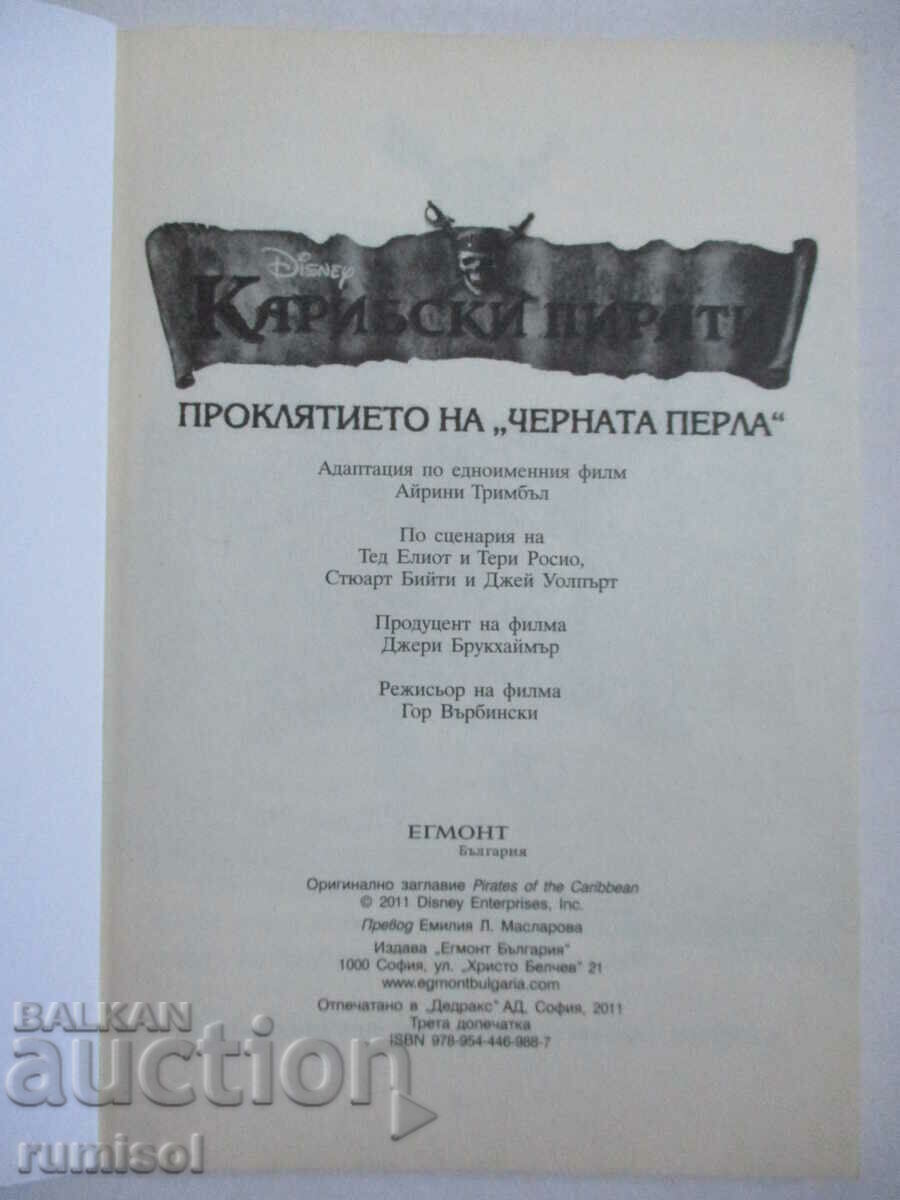 Disney
КАРИБСКИ ПИРАТИ
ПРОКЛЯТИЕТО НА „ЧЕРНАТА ПЕРЛА“
Адаптация по едноименния филм
Айрини Тримбъл
По сценария на
Тед Елиот и Тери Росио,
Стюарт Бийти и Джей Уолпърт
Продуцент на филма
Джери Брукхаймър
Режисьор на филма
Гор Върбински
ЕГМОНТ
България
Оригинално заглавие Pirates of the Caribbean
© 2011 Disney Enterprises, Inc.
Превод Емилия Л. Масларова
Издава „Егмонт България“
1000 София, ул. „Христо Белчев“ 21
www.egmontbulgaria.com
Отпечатано в „Дедракс“ АД, София, 2011
Трета допечатка
ISBN 978-954-446-988-7
BALKAN
auction
rumisol